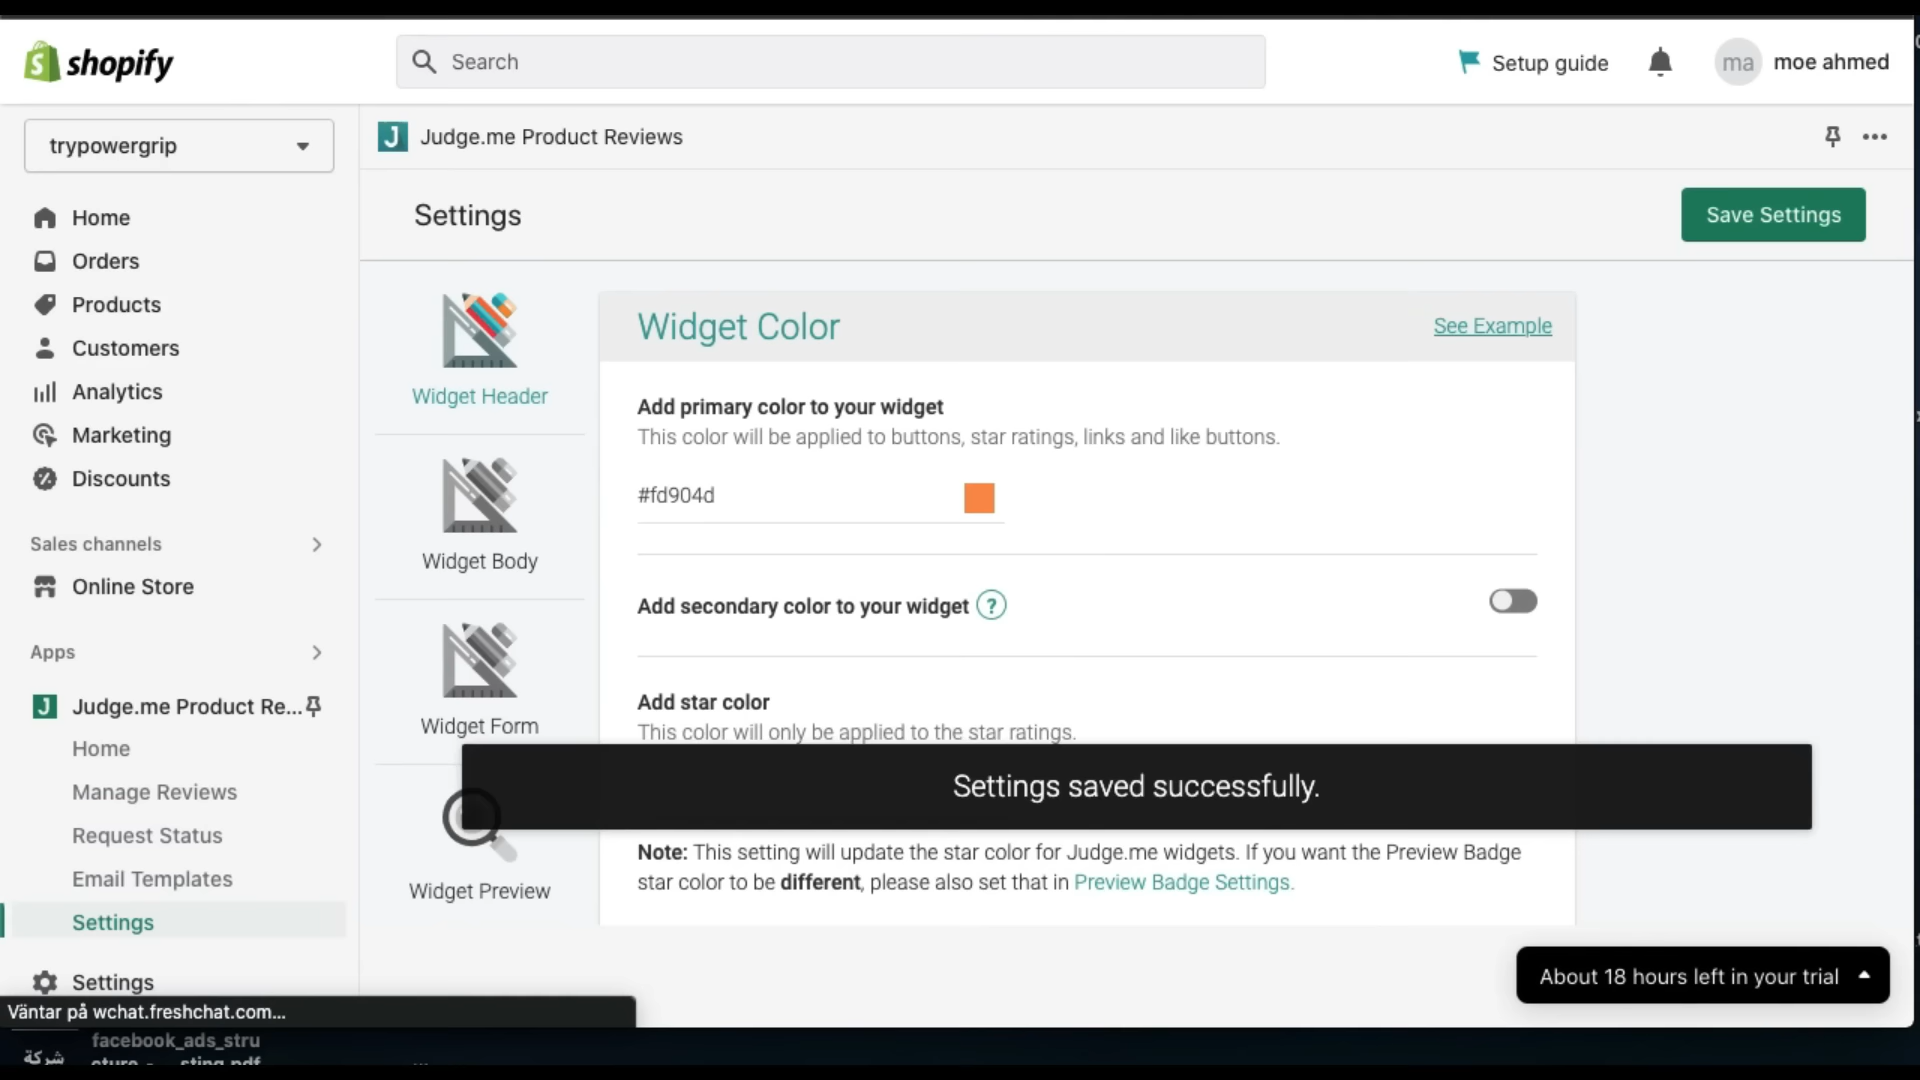 shopify
Search
Setup guide
ma
moe ahmed
trypowergrip
J
Judge.me Product Reviews
Settings
Save Settings
Home
Orders
Products
Customers
Analytics
Marketing
Discounts
Sales channels
Online Store
Apps
J
Judge.me Product Re...
Home
Manage Reviews
Request Status
Email Templates
Settings
Settings
Widget Header
Widget Body
Widget Form
Widget Preview
Widget Color
See Example
Add primary color to your widget
This color will be applied to buttons, star ratings, links and like buttons.
#fd904d
Add secondary color to your widget ?
Add star color
This color will only be applied to the star ratings.
Settings saved successfully.
Note: This setting will update the star color for Judge.me widgets. If you want the Preview Badge
star color to be different, please also set that in Preview Badge Settings.
About 18 hours left in your trial
Väntar på wchat.freshchat.com...
facebook_ads_stru
شركة